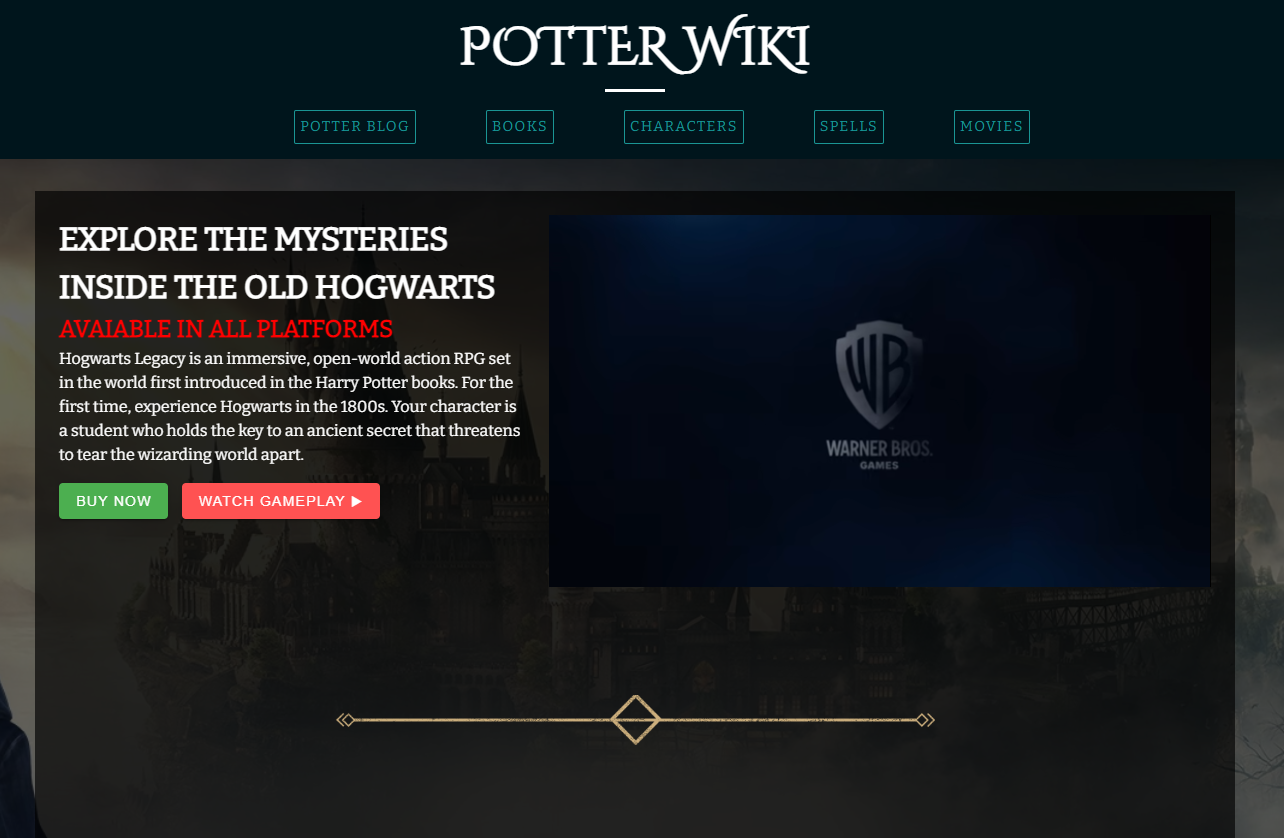 POTTER WIKI
POTTER BLOG
BOOKS
CHARACTERS
SPELLS
MOVIES
EXPLORE THE MYSTERIES
INSIDE THE OLD HOGWARTS
AVAIABLE IN ALL PLATFORMS
Hogwarts Legacy is an immersive, open-world action RPG set
in the world first introduced in the Harry Potter books. For the
first time, experience Hogwarts in the 1800s. Your character is
a student who holds the key to an ancient secret that threatens
to tear the wizarding world apart.
BUY NOW
WATCH GAMEPLAY
WB
WARNER BROS.
GAMES